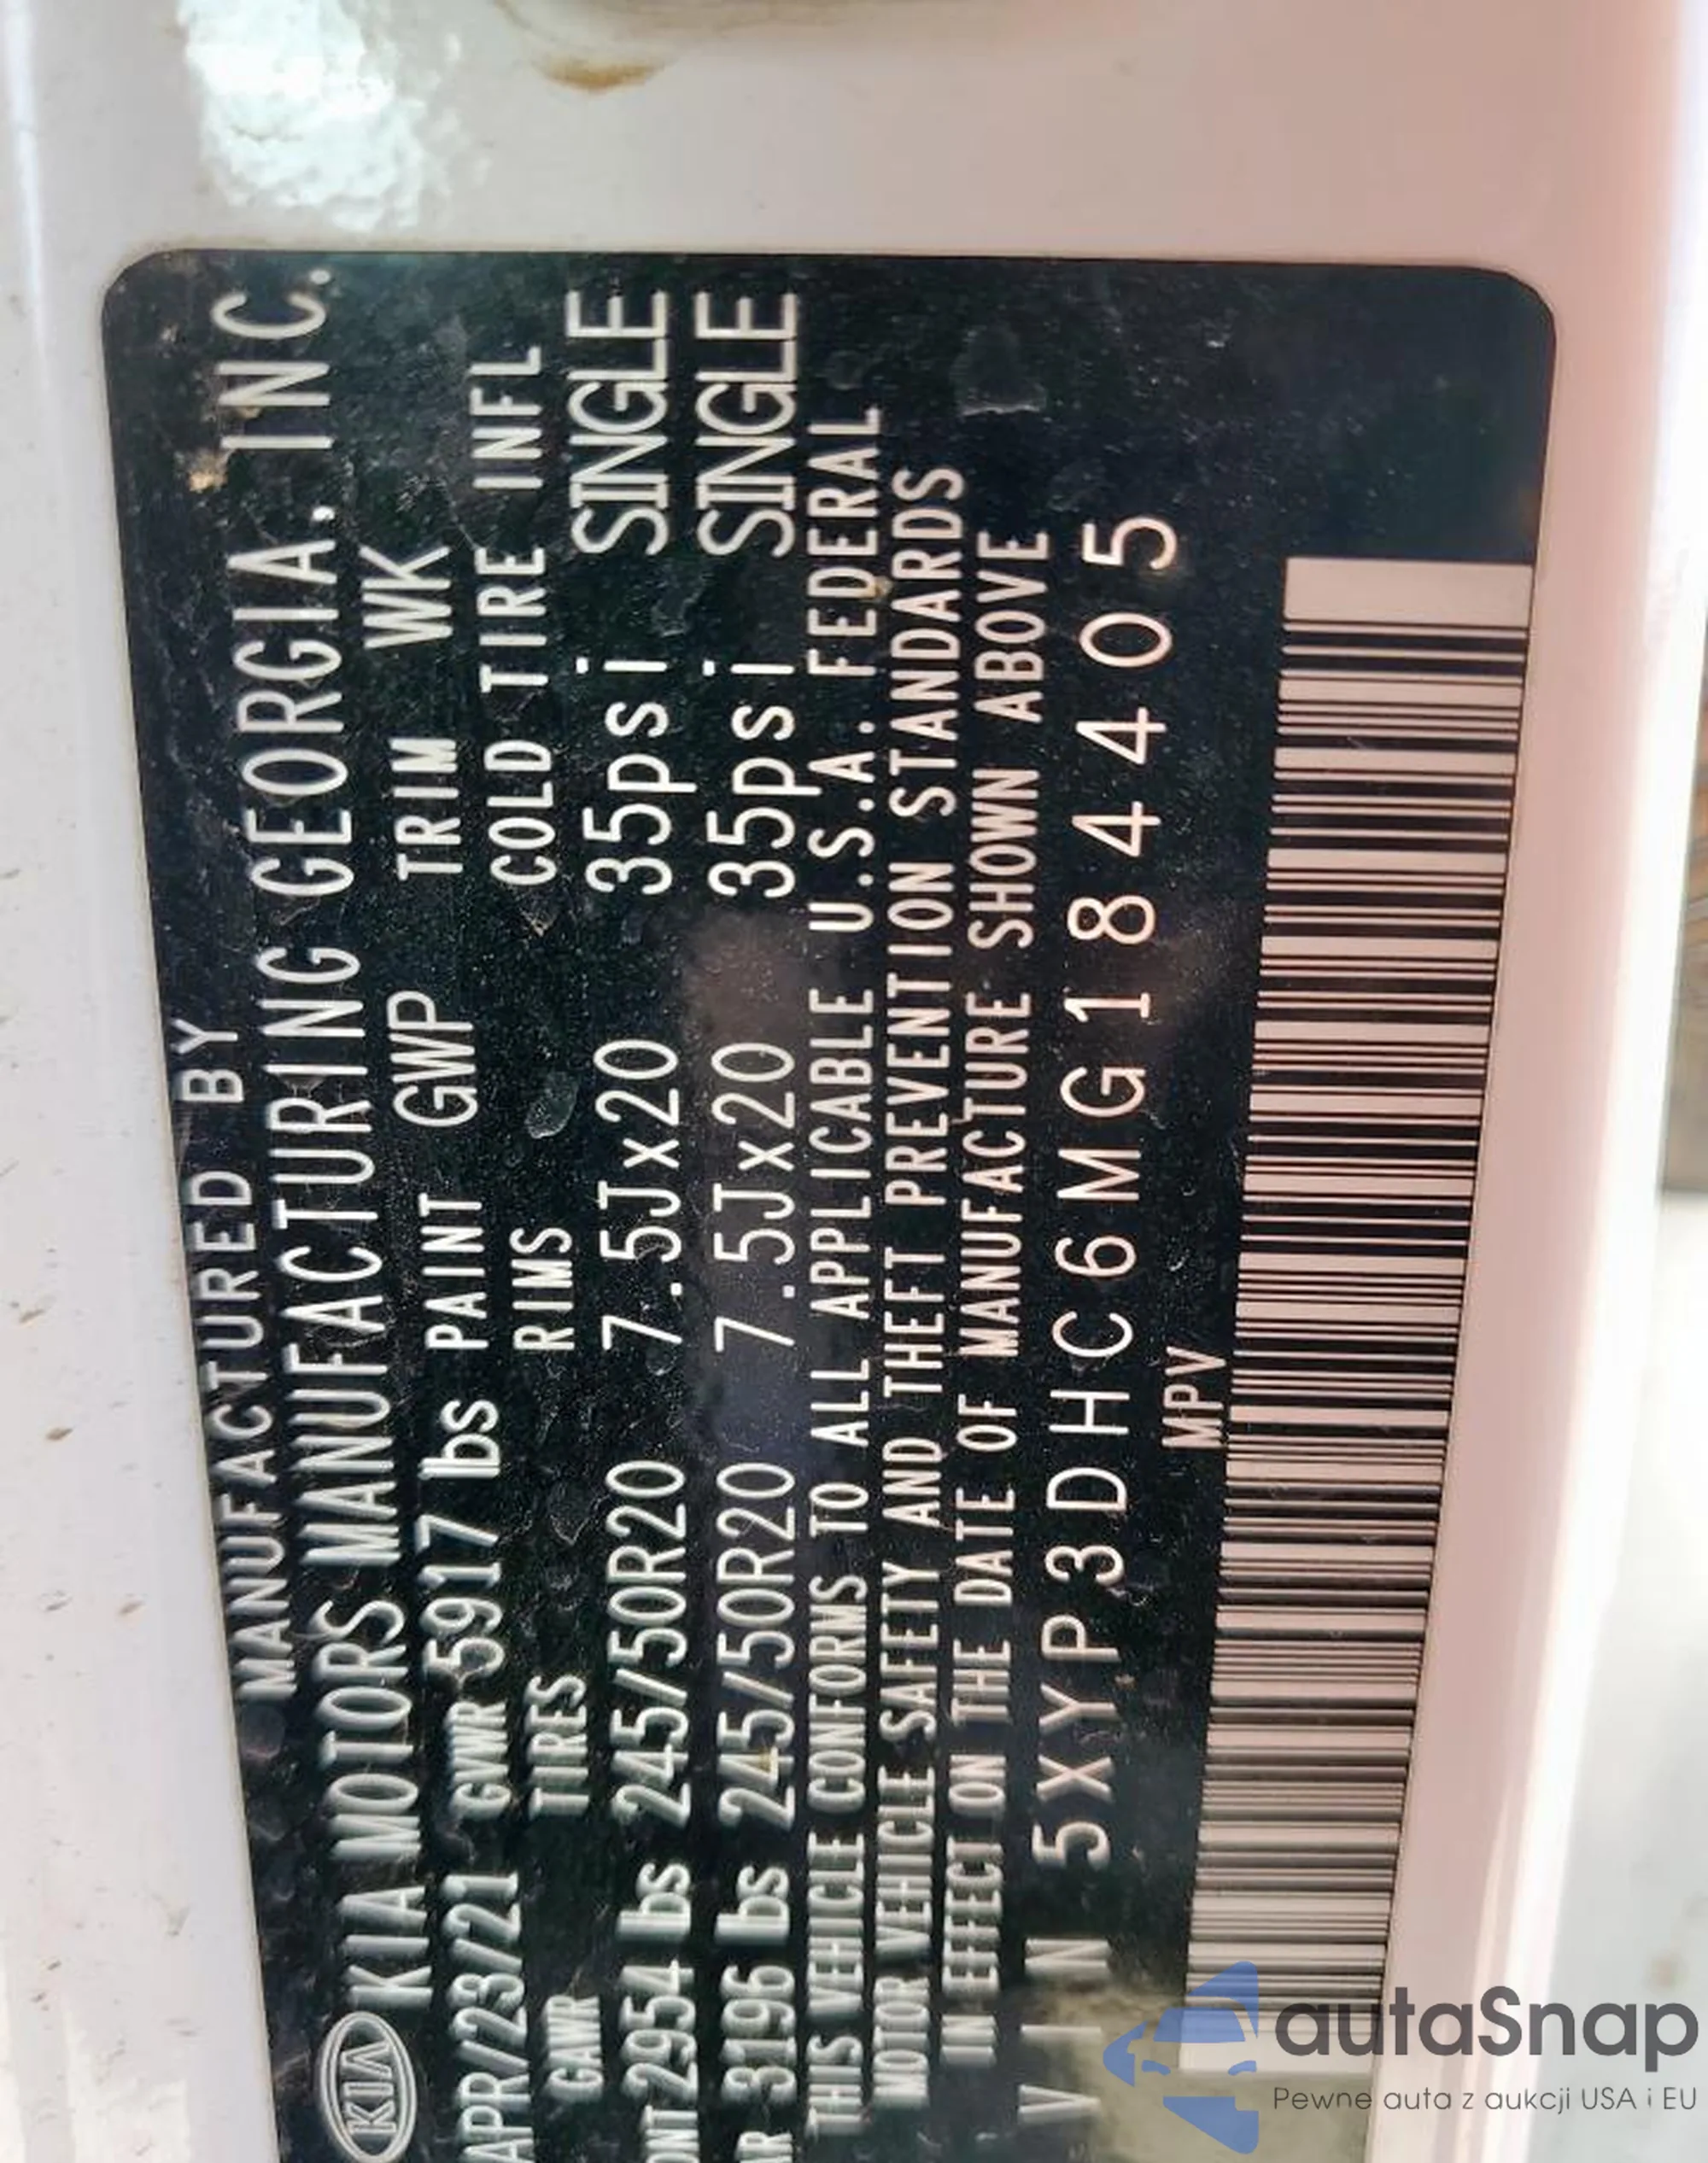 MANUFACTURED BY
KIA KIA MOTORS MANUFACTURING GEORGIA, INC.
APR/23/21 GVWR 5917 lbs PAINT GWP TRIM WK
GAWR TIRES RIMS COLD TIRE INFL
ONT 2954 lbs 245/50R20 7.5Jx20 35psi SINGLE
AR 3196 lbs 245/50R20 7.5Jx20 35psi SINGLE
THIS VEHICLE CONFORMS TO ALL APPLICABLE U.S.A. FEDERAL
MOTOR VEHICLE SAFETY AND THEFT PREVENTION STANDARDS
IN EFFECT ON THE DATE OF MANUFACTURE SHOWN ABOVE
VIN 5XYP3DHC6MG184405
MPV
autaSnap
Pewne auta z aukcji USA i EU